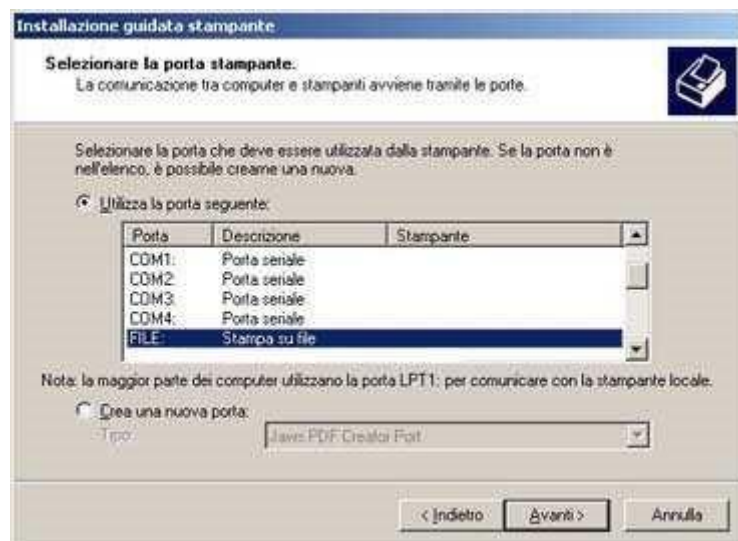 Installazione guidata stampante
Selezionare la porta stampante.
La comunicazione tra computer e stampanti avviene tramite le porte.
Selezionare la porta che deve essere utilizzata dalla stampante. Se la porta non è
nell'elenco, è possibile crearne una nuova.
Utilizza la porta seguente:
Porta Descrizione Stampante
COM1: Porta seriale
COM2: Porta seriale
COM3: Porta seriale
COM4: Porta seriale
FILE: Stampa su file
Nota: la maggior parte dei computer utilizzano la porta LPT1: per comunicare con la stampante locale.
Crea una nuova porta:
Tipo: Jaws PDF Creator Port
< Indietro Avanti > Annulla